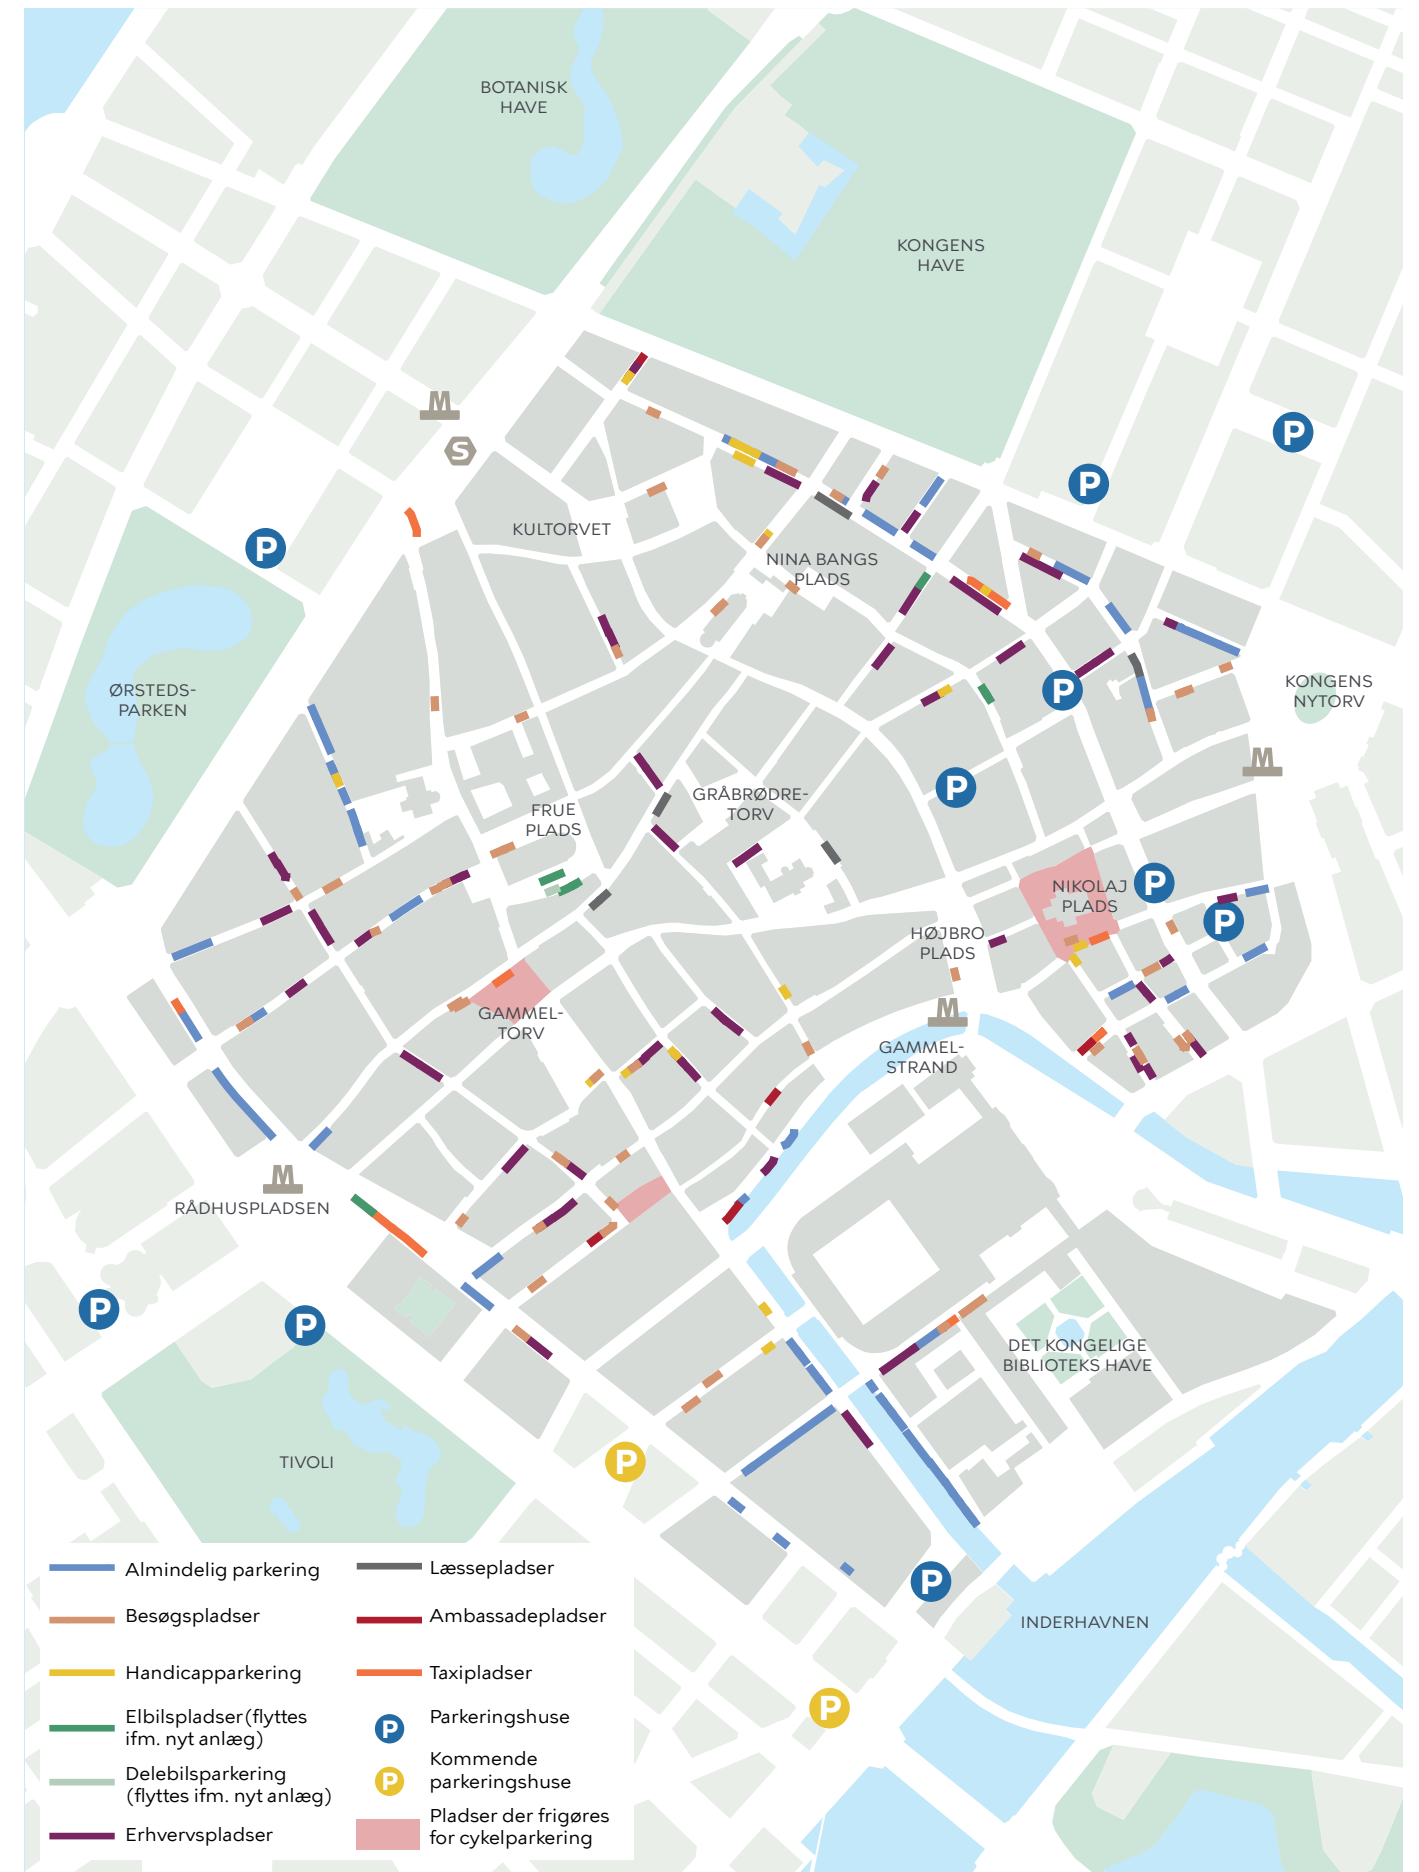 BOTANISK
HAVE
KONGENS
HAVE
M
S
P
P
P
KULTORVET
NINA BANGS
PLADS
ØRSTEDS-
PARKEN
P
KONGENS
NYTORV
M
P
GRÅBRØDRE-
TORV
FRUE
PLADS
NIKOLAJ
PLADS
P
P
HØJBRO
PLADS
GAMMEL-
TORV
M
GAMMEL-
STRAND
M
RÅDHUSPLADSEN
P
P
DET KONGELIGE
BIBLIOTEKS HAVE
TIVOLI
P
P
INDERHAVNEN
P
Almindelig parkering
Besøgspladser
Handicapparkering
Elbilspladser(flyttes
ifm. nyt anlæg)
Delebilsparkering
(flyttes ifm. nyt anlæg)
Erhvervspladser
Læssepladser
Ambassadepladser
Taxipladser
P Parkeringshuse
Kommende
P parkeringshuse
Pladser der frigøres
for cykelparkering